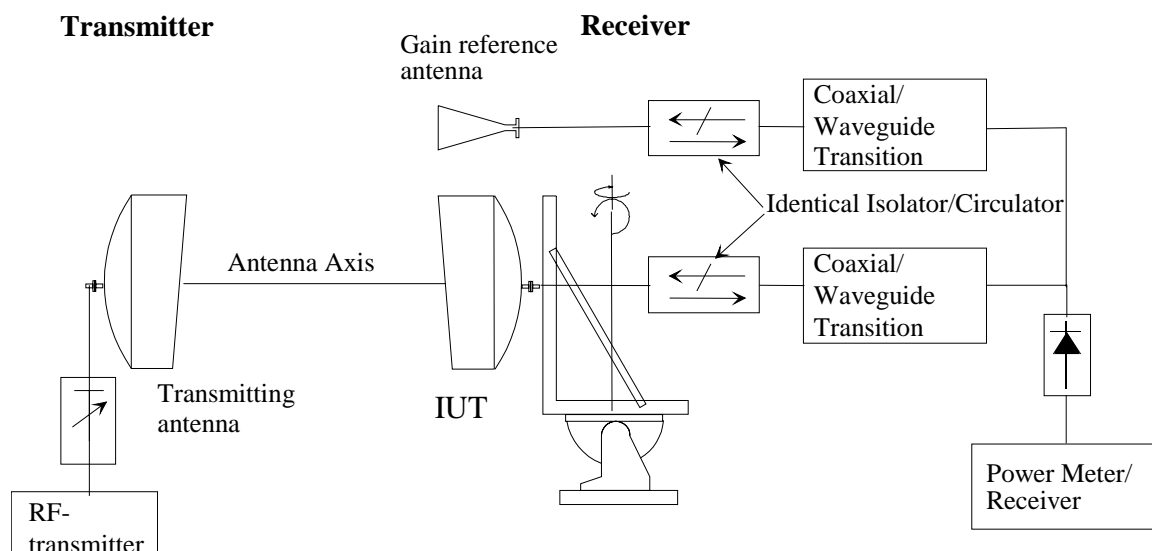 Transmitter
Receiver
Gain reference
antenna
Coaxial/
Waveguide
Transition
Identical Isolator/Circulator
Antenna Axis
Coaxial/
Waveguide
Transition
Transmitting
antenna
IUT
Power Meter/
Receiver
RF-
transmitter